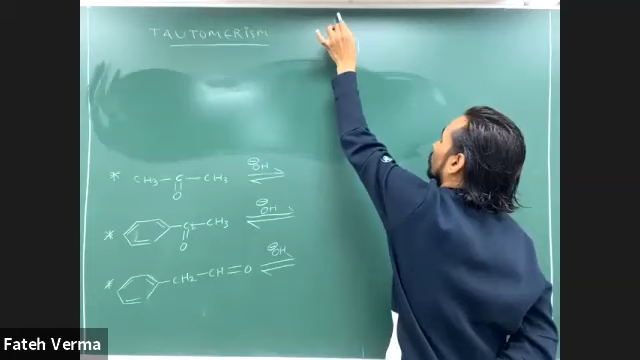 TAUTOMERISM
* CH3-C-CH3 ⊖OH ⇌
||
O
* -C-CH3 ⊖OH ⇌
||
O
* -CH2-CH=O ⊖OH ⇌
Fateh Verma